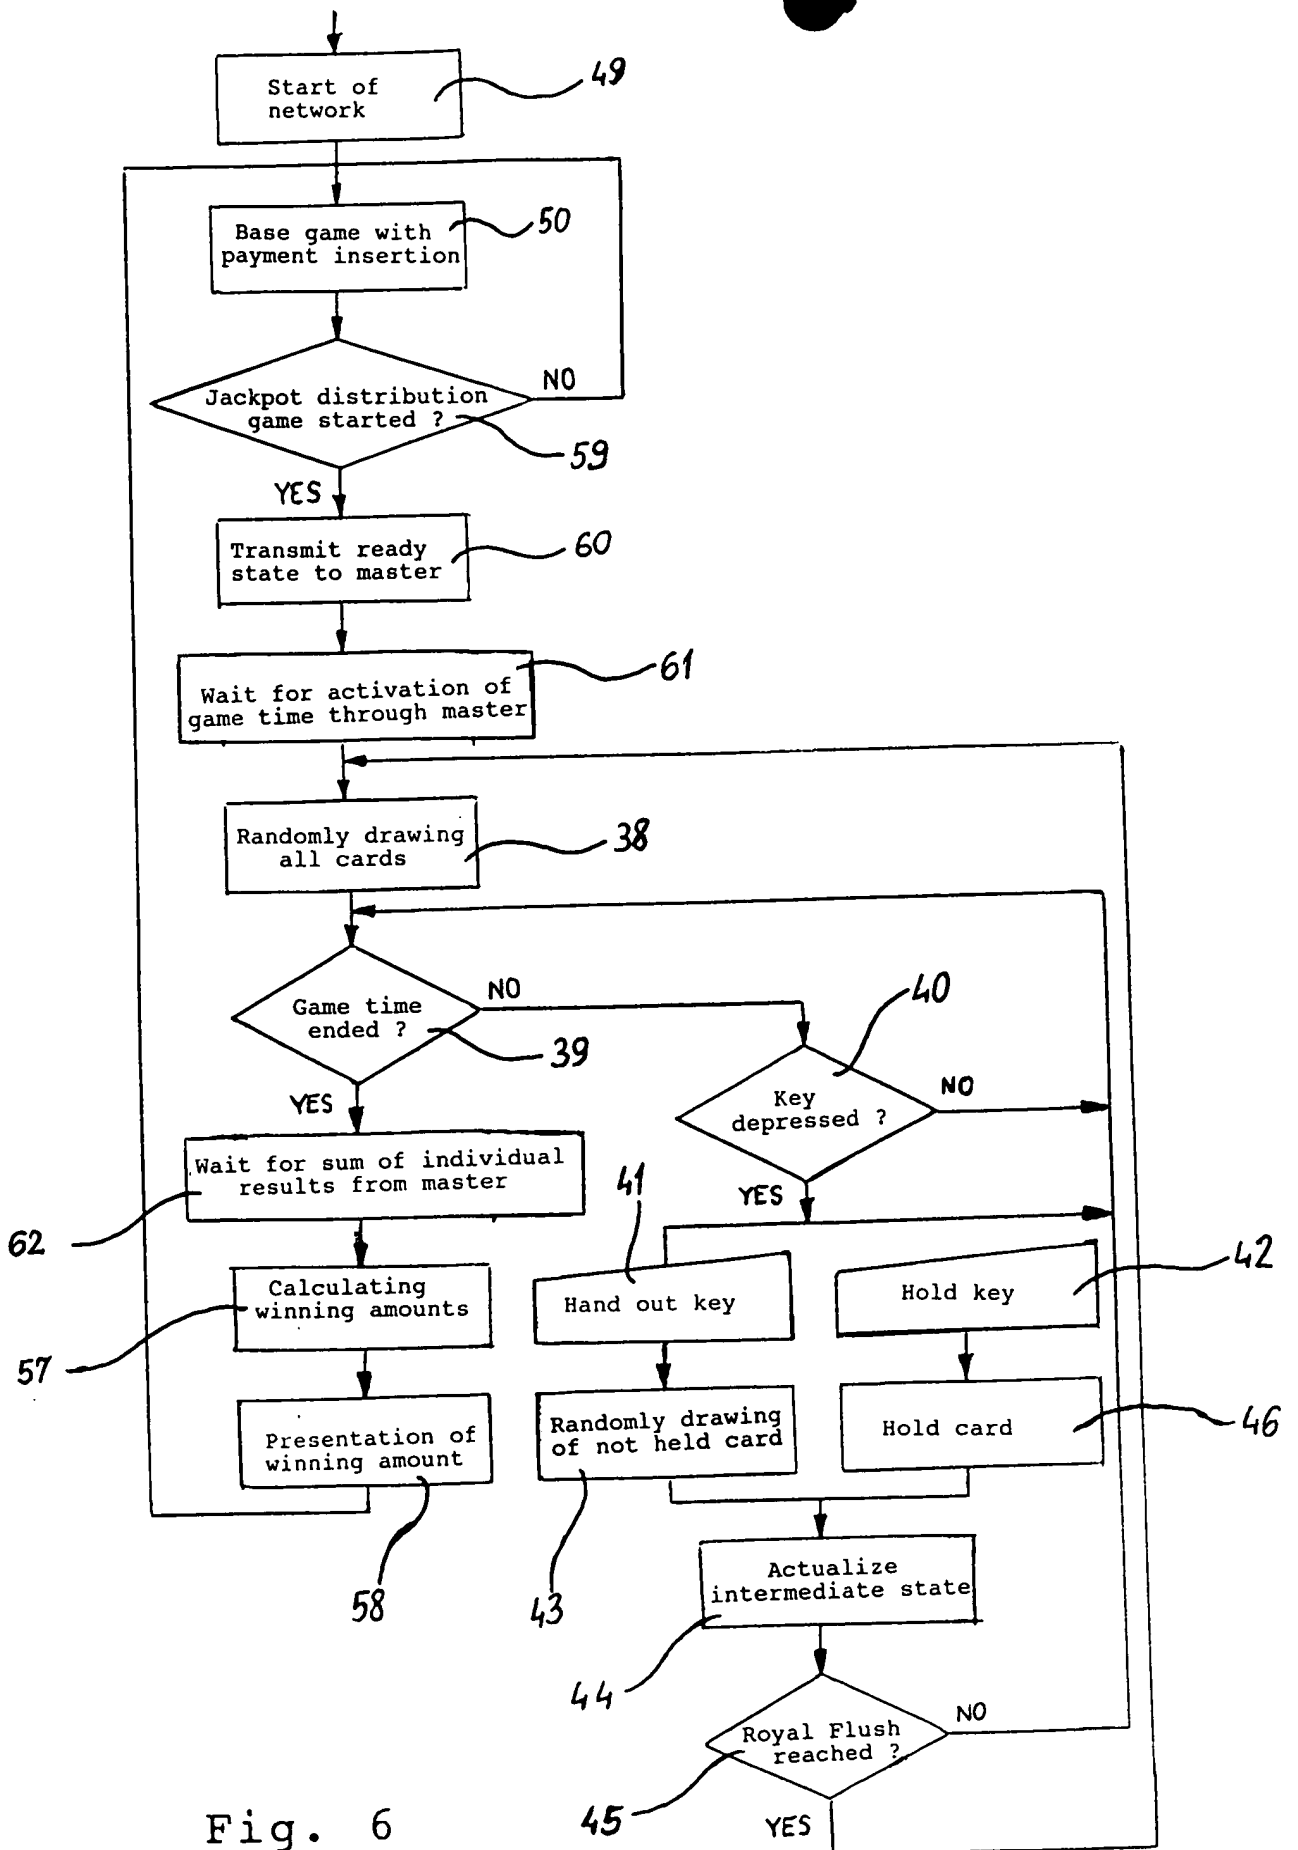 Start of
network
49
Base game with
payment insertion
50
Jackpot distribution
game started ?
NO
59
YES
Transmit ready
state to master
60
Wait for activation of
game time through master
61
Randomly drawing
all cards
38
Game time
ended ?
NO
39
40
Key
depressed ?
NO
YES
YES
Wait for sum of individual
results from master
62
41
Hand out key
42
Hold key
Calculating
winning amounts
57
Presentation of
winning amount
58
Randomly drawing
of not held card
43
Hold card
46
Actualize
intermediate state
44
Royal Flush
reached ?
NO
45
YES
Fig. 6